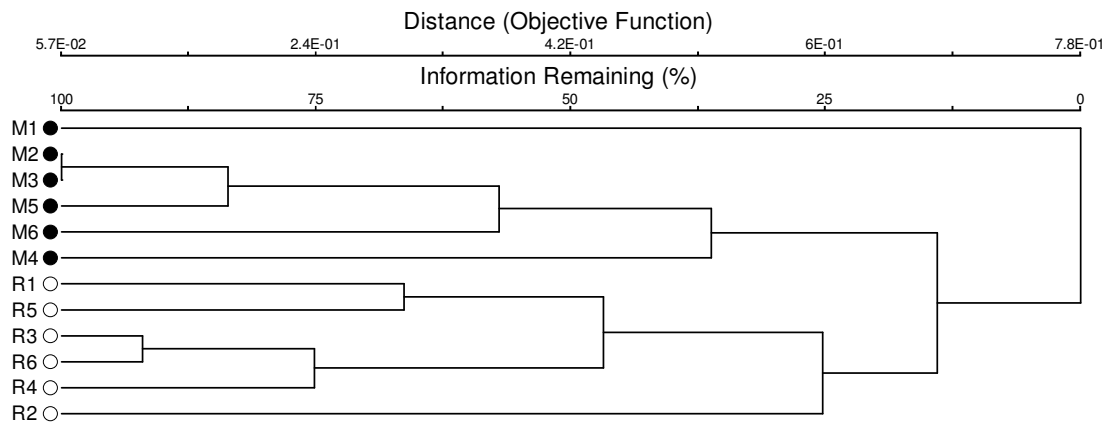 Distance (Objective Function)
5.7E-02 2.4E-01 4.2E-01 6E-01 7.8E-01
Information Remaining (%)
100 75 50 25 0
M1
M2
M3
M5
M6
M4
R1
R5
R3
R6
R4
R2